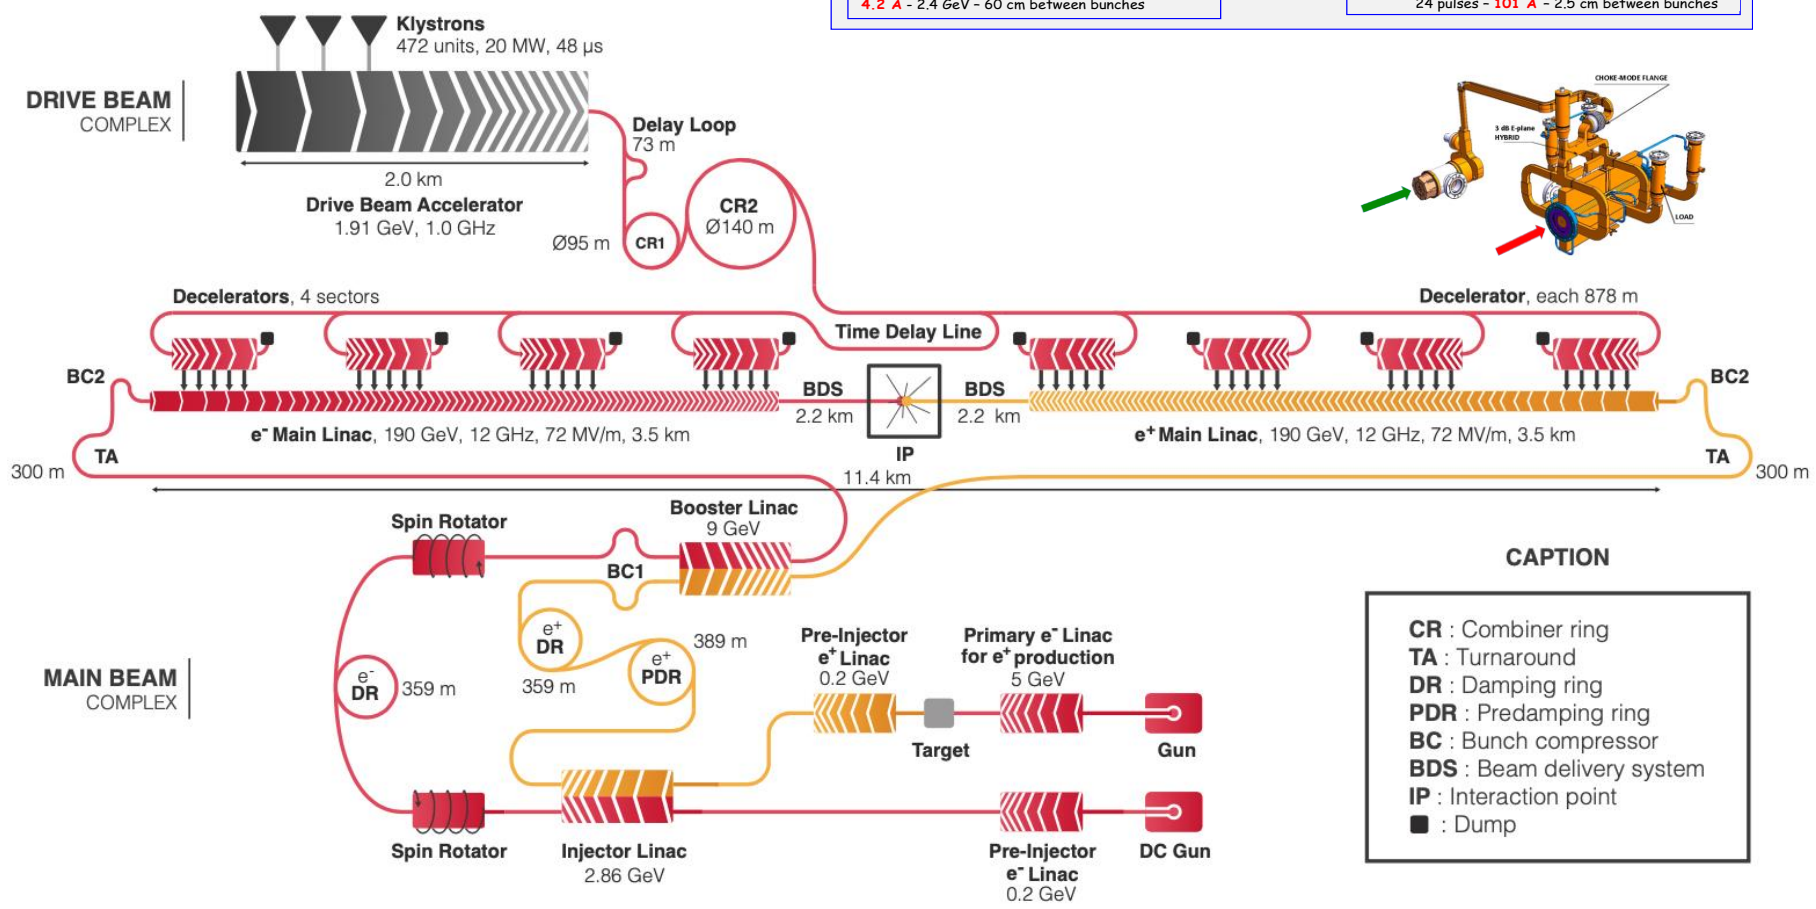 4.2 A - 2.4 GeV – 60 cm between bunches
24 pulses – 101 A – 2.5 cm between bunches
Klystrons
472 units, 20 MW, 48 µs
DRIVE BEAM
COMPLEX
2.0 km
Drive Beam Accelerator
1.91 GeV, 1.0 GHz
Delay Loop
73 m
CR2
Ø140 m
Ø95 m
CR1
CHOKE-MODE FLANGE
3 dB E-plane
HYBRID
LOAD
Decelerators, 4 sectors
Decelerator, each 878 m
Time Delay Line
BC2
BDS
2.2 km
BDS
2.2 km
BC2
e⁻ Main Linac, 190 GeV, 12 GHz, 72 MV/m, 3.5 km
IP
e⁺ Main Linac, 190 GeV, 12 GHz, 72 MV/m, 3.5 km
TA
300 m
11.4 km
TA
300 m
Spin Rotator
Booster Linac
9 GeV
BC1
MAIN BEAM
COMPLEX
e⁻
DR
359 m
e⁺
DR
359 m
e⁺
PDR
389 m
Pre-Injector
e⁺ Linac
0.2 GeV
Primary e⁻ Linac
for e⁺ production
5 GeV
Target
Gun
Spin Rotator
Injector Linac
2.86 GeV
Pre-Injector
e⁻ Linac
0.2 GeV
DC Gun
CAPTION
CR : Combiner ring
TA : Turnaround
DR : Damping ring
PDR : Predamping ring
BC : Bunch compressor
BDS : Beam delivery system
IP : Interaction point
: Dump